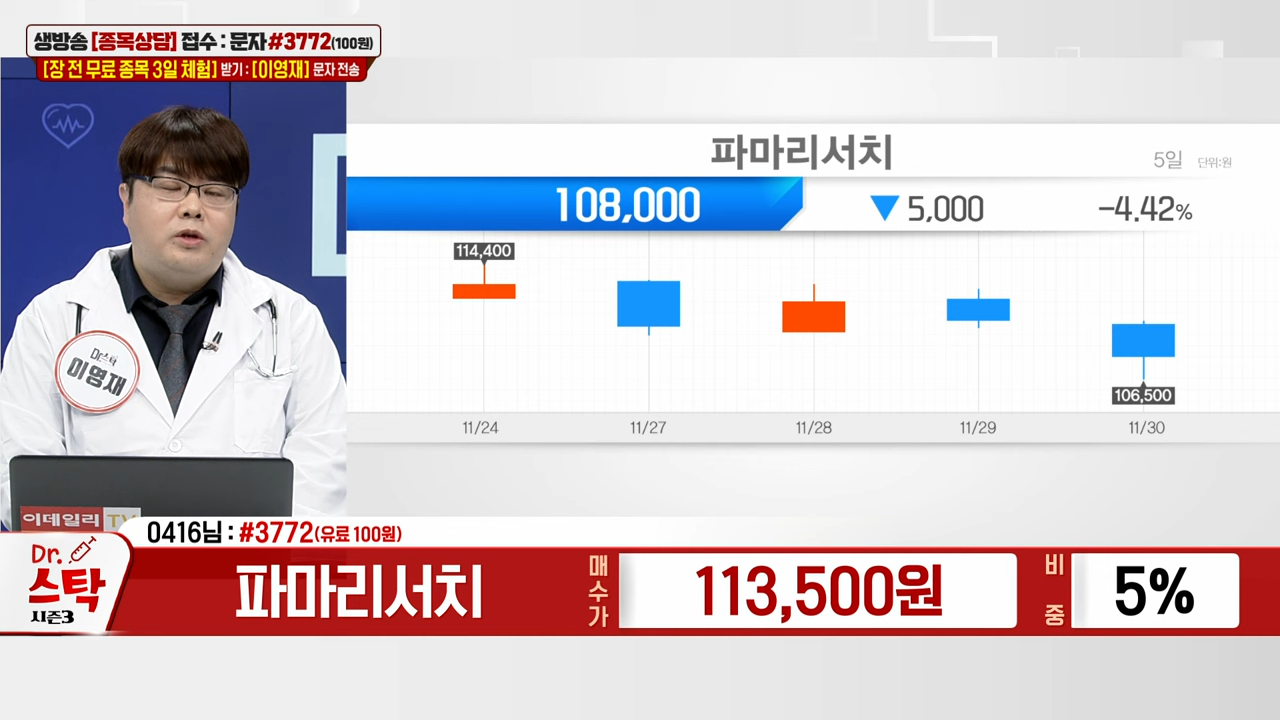 생방송 [종목상담] 접수 : 문자#3772(100원)
[장 전 무료 종목 3일 체험] 받기 : [이영재] 문자 전송
파마리서치
5일 단위:원
108,000 ▼ 5,000 -4.42%
114,400
106,500
11/24 11/27 11/28 11/29 11/30
Dr.스탁
이영재
이데일리 TV
0416님 : #3772(유료 100원)
Dr.
스탁
시즌3
파마리서치 매수가 113,500원 비중 5%